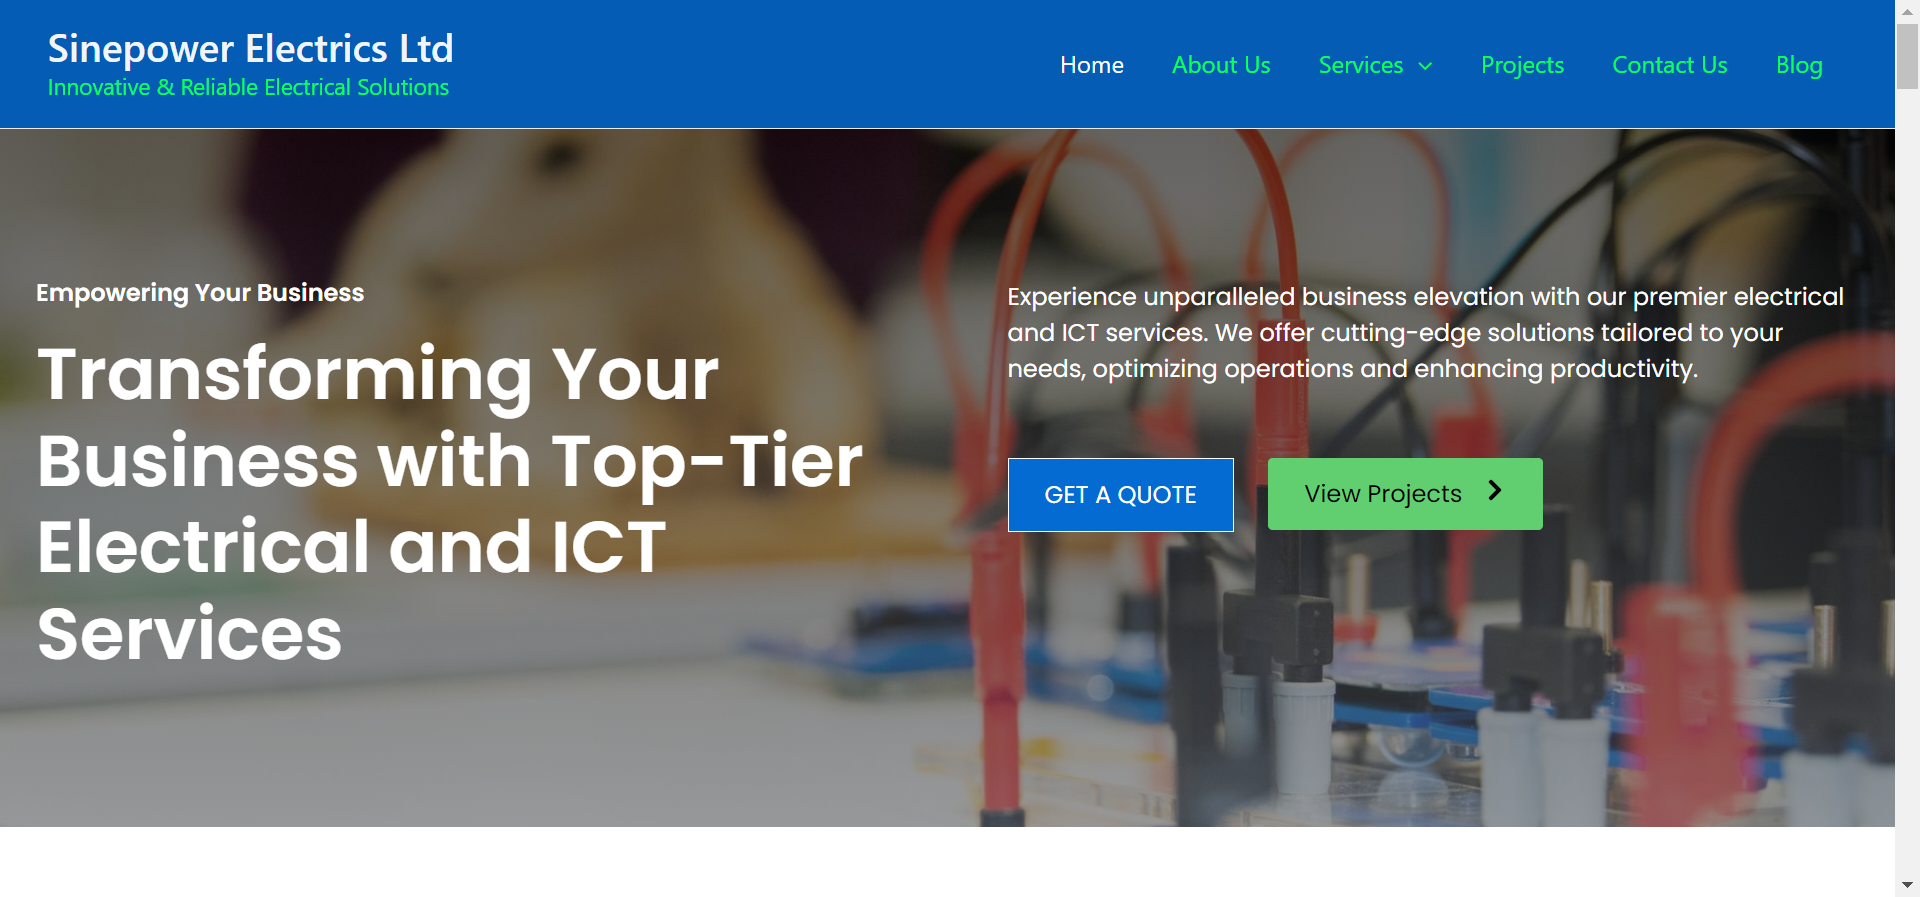 Sinepower Electrics Ltd
Innovative & Reliable Electrical Solutions
Home
About Us
Services
Projects
Contact Us
Blog
Empowering Your Business
Transforming Your
Business with Top-Tier
Electrical and ICT
Services
Experience unparalleled business elevation with our premier electrical
and ICT services. We offer cutting-edge solutions tailored to your
needs, optimizing operations and enhancing productivity.
GET A QUOTE
View Projects